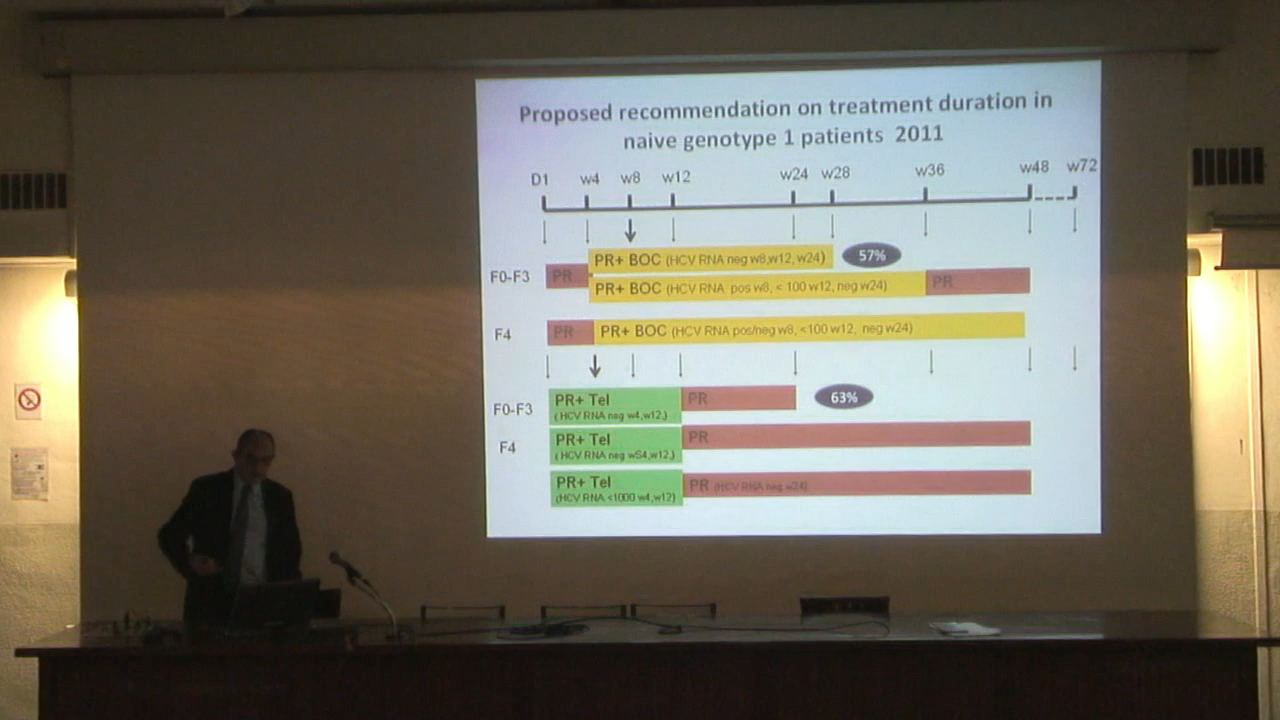 Proposed recommendation on treatment duration in
naive genotype 1 patients 2011
D1 w4 w8 w12 w24 w28 w36 w48 w72
PR+ BOC (HCV RNA neg w8,w12, w24) 57%
F0-F3 PR
PR+ BOC (HCV RNA pos w8, < 100 w12, neg w24) PR
F4 PR PR+ BOC (HCV RNA pos/neg w8, <100 w12, neg w24)
F0-F3 PR+ Tel PR 63%
( HCV RNA neg w4,w12,)
F4 PR+ Tel PR
( HCV RNA neg wS4,w12,)
PR+ Tel PR (HCV RNA neg w24)
(HCV RNA <1000 w4,w12)